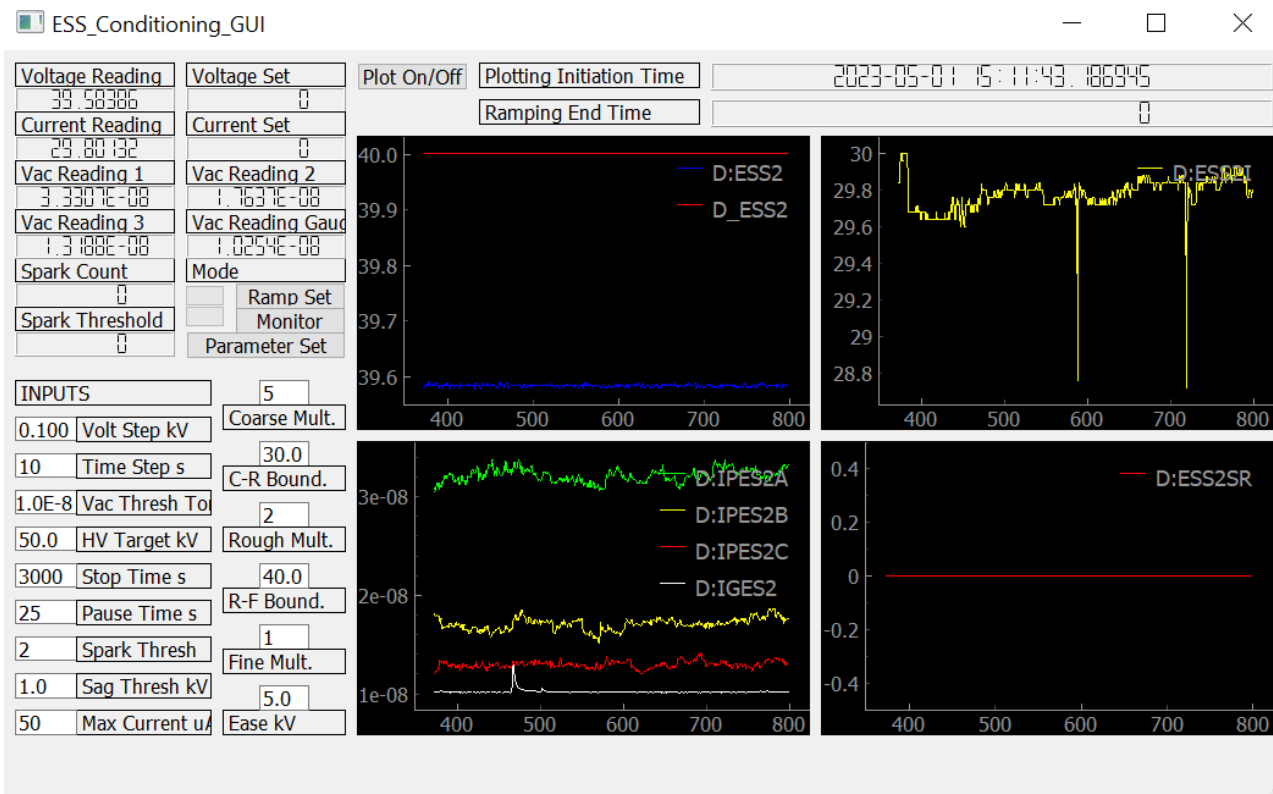 ESS_Conditioning_GUI
Voltage Reading Voltage Set Plot On/Off Plotting Initiation Time 2023-05-01 15:11:43.186945
39.58386 0
Current Reading Current Set Ramping End Time 0
29.80132 0
Vac Reading 1 Vac Reading 2
3.3307E-08 1.7637E-08
Vac Reading 3 Vac Reading Gaug
1.3188E-08 1.0254E-08
Spark Count Mode
0 Ramp Set
Spark Threshold Monitor
0 Parameter Set
40.0
39.9
39.8
39.7
39.6
D:ESS2
D_ESS2
400 500 600 700 800
30
29.8
29.6
29.4
29.2
29
28.8
D:ESS2I
400 500 600 700 800
INPUTS
0.100 Volt Step kV
10 Time Step s
1.0E-8 Vac Thresh Tor
50.0 HV Target kV
3000 Stop Time s
25 Pause Time s
2 Spark Thresh
1.0 Sag Thresh kV
50 Max Current uA
5
Coarse Mult.
30.0
C-R Bound.
2
Rough Mult.
40.0
R-F Bound.
1
Fine Mult.
5.0
Ease kV
3e-08
2e-08
1e-08
D:IPES2A
D:IPES2B
D:IPES2C
D:IGES2
400 500 600 700 800
0.4
0.2
0
-0.2
-0.4
D:ESS2SR
400 500 600 700 800